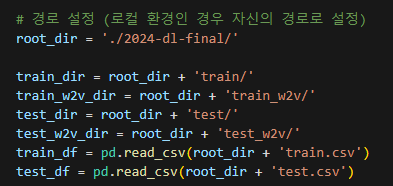 # 경로 설정 (로컬 환경인 경우 자신의 경로로 설정)
root_dir = './2024-dl-final/'
train_dir = root_dir + 'train/'
train_w2v_dir = root_dir + 'train_w2v/'
test_dir = root_dir + 'test/'
test_w2v_dir = root_dir + 'test_w2v/'
train_df = pd.read_csv(root_dir + 'train.csv')
test_df = pd.read_csv(root_dir + 'test.csv')